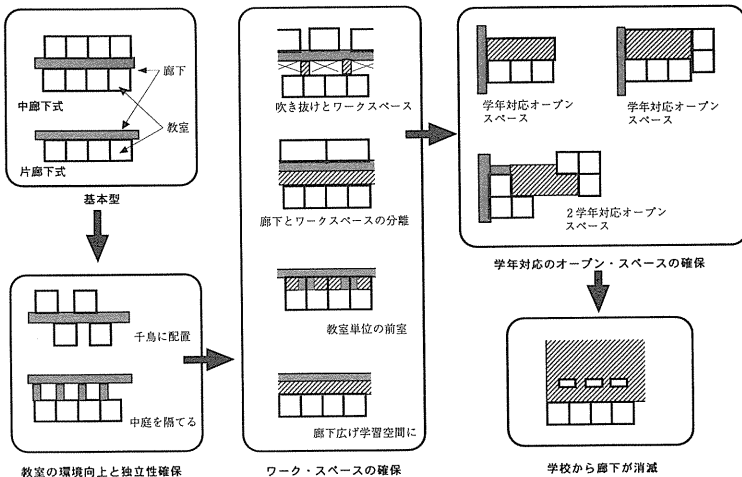 廊下
中廊下式
教室
片廊下式
基本型
千鳥に配置
中庭を隔てる
教室の環境向上と独立性確保
吹き抜けとワークスペース
廊下とワークスペースの分離
教室単位の前室
廊下広げ学習空間に
ワーク・スペースの確保
学年対応オープン
スペース
学年対応オープン
スペース
2学年対応オープン
スペース
学年対応のオープン・スペースの確保
学校から廊下が消滅